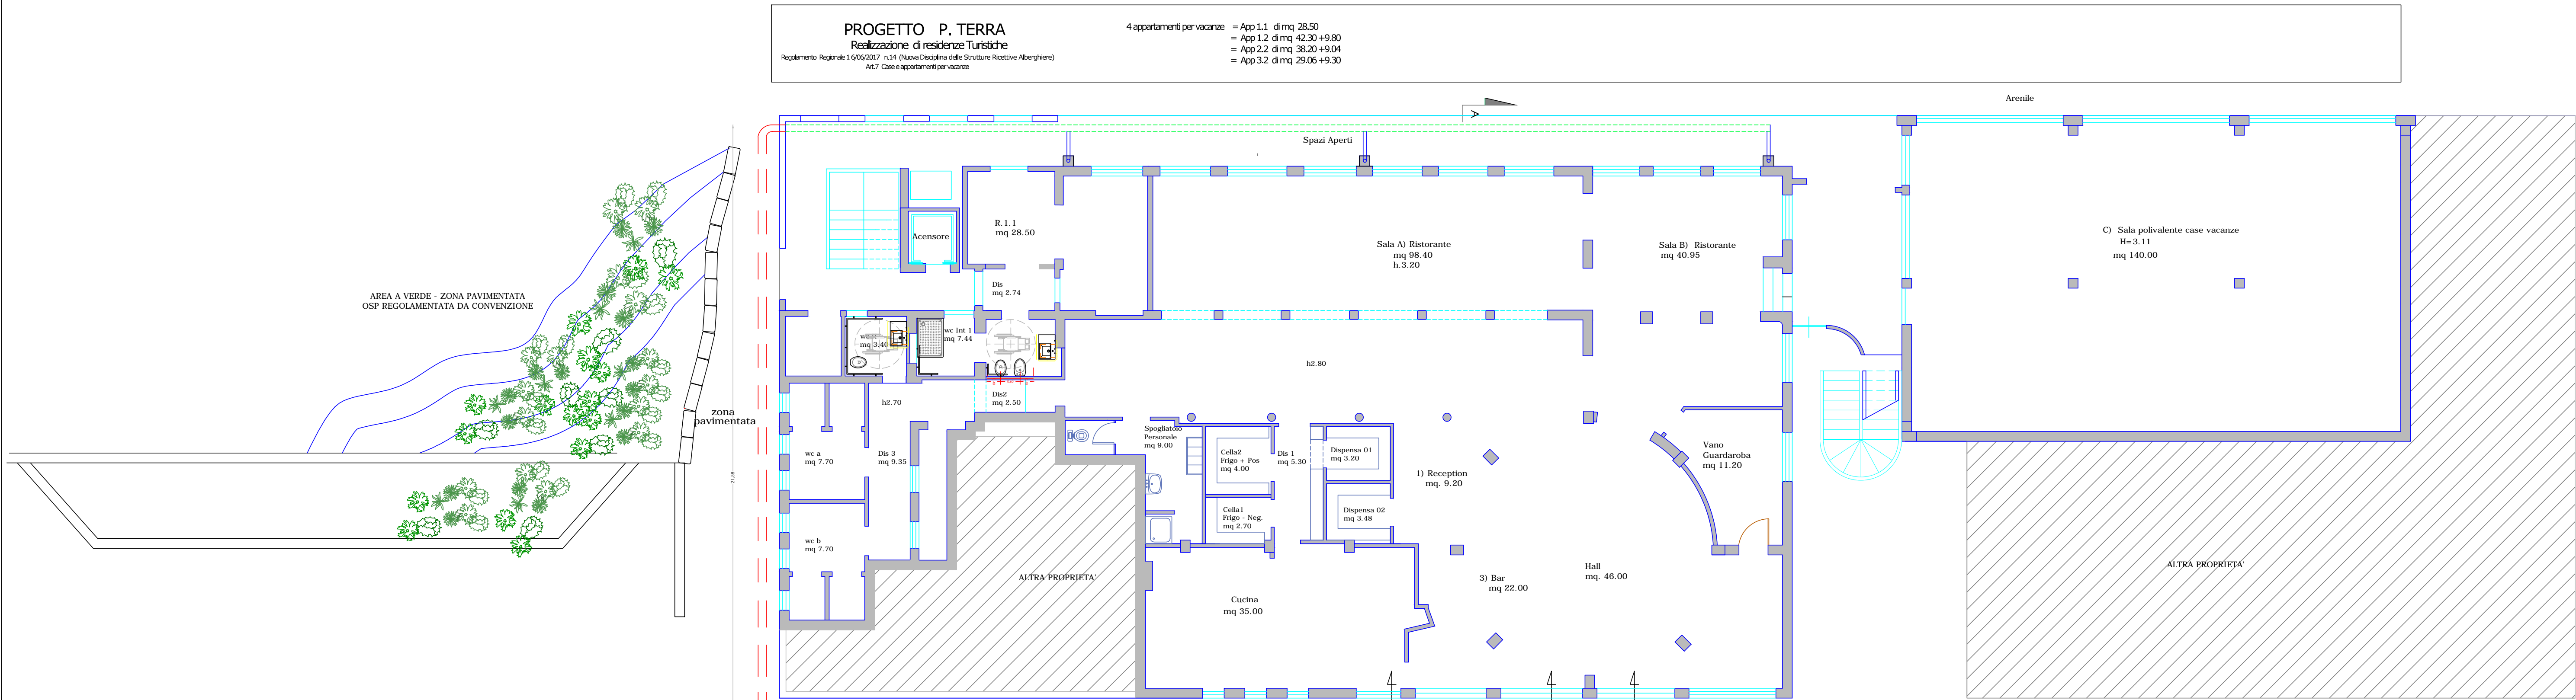 PROGETTO P. TERRA
Realizzazione di residenze Turistiche
Regolamento Regionale 1 6/06/2017 n.14 (Nuova Disciplina delle Strutture Ricettive Alberghiere)
Art.7 Case e appartamenti per vacanze
4 appartamenti per vacanze = App 1.1 di mq 28.50
= App 1.2 di mq 42.30 +9.80
= App 2.2 di mq 38.20 +9.04
= App 3.2 di mq 29.06 +9.30
Arenile
A
Spazi Aperti
R.1.1
mq 28.50
Acensore
Sala A) Ristorante
mq 98.40
h.3.20
Sala B) Ristorante
mq 40.95
C) Sala polivalente case vacanze
H=3.11
mq 140.00
AREA A VERDE - ZONA PAVIMENTATA
OSP REGOLAMENTATA DA CONVENZIONE
Dis
mq 2.74
mq 3.40
wc Int 1
mq 7.44
h2.80
h2.70
Dis2
mq 2.50
zona
pavimentata
21.58
wc a
mq 7.70
Dis 3
mq 9.35
Spogliatoio
Personale
mq 9.00
Cella2
Frigo + Pos
mq 4.00
Dis 1
mq 5.30
Dispensa 01
mq 3.20
1) Reception
mq. 9.20
Vano
Guardaroba
mq 11.20
Cella1
Frigo - Neg.
mq 2.70
Dispensa 02
mq 3.48
wc b
mq 7.70
ALTRA PROPRIETA'
Cucina
mq 35.00
3) Bar
mq 22.00
Hall
mq. 46.00
ALTRA PROPRIETA'